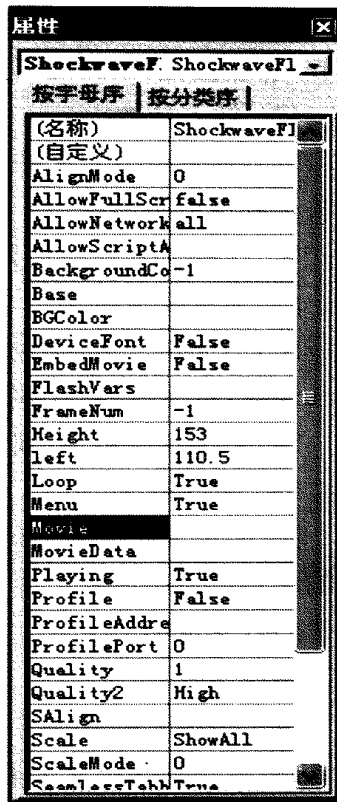 属性
ShockwaveF: ShockwaveFl
按字母序 按分类序
(名称) ShockwaveFl
(自定义)
AlignMode 0
AllowFullScr false
AllowNetwork all
AllowScriptA
BackgroundCo -1
Base
BGColor
DeviceFont False
EmbedMovie False
FlashVars
FrameNum -1
Height 153
left 110.5
Loop True
Menu True
Movie
MovieData
Playing True
Profile False
ProfileAddre
ProfilePort 0
Quality 1
Quality2 High
SAlign
Scale ShowAll
ScaleMode 0
SeamlessTabb True